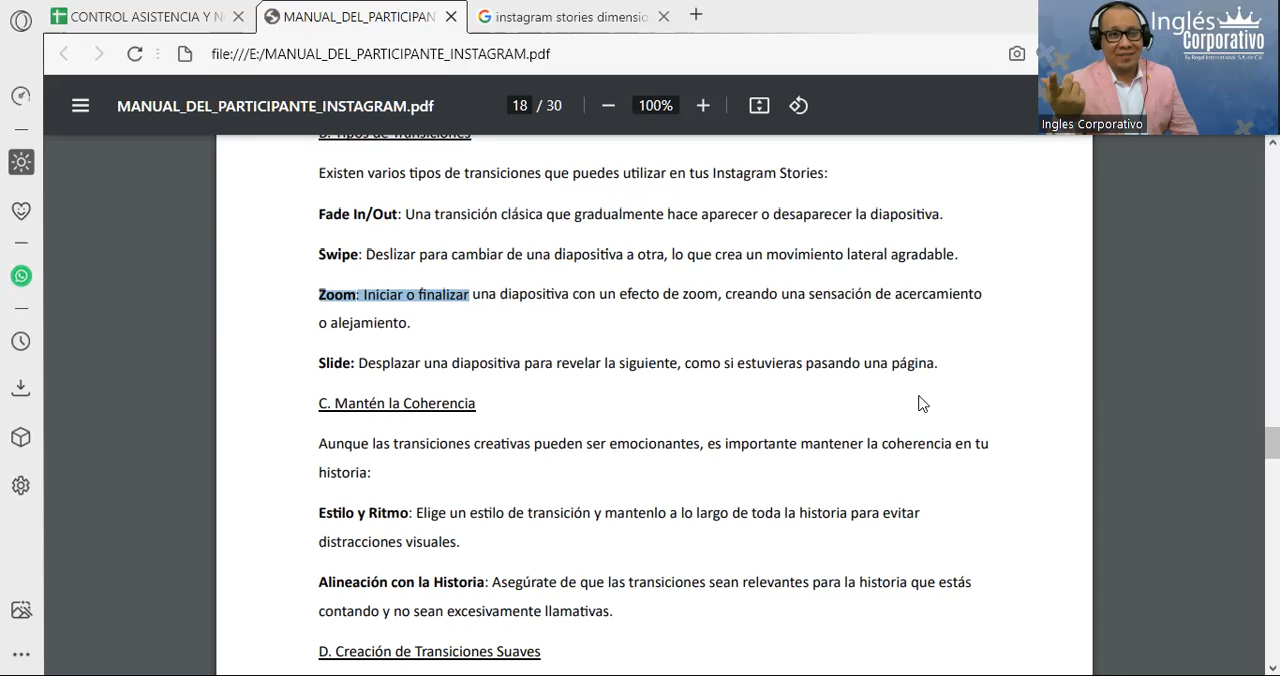 CONTROL ASISTENCIA Y N
MANUAL_DEL_PARTICIPAN
instagram stories dimensio
file:///E:/MANUAL_DEL_PARTICIPANTE_INSTAGRAM.pdf
Inglés
Corporativo
By Regal International, S.A. de C.V.
Ingles Corporativo
MANUAL_DEL_PARTICIPANTE_INSTAGRAM.pdf
18 / 30
100%
B. Tipos de Transiciones
Existen varios tipos de transiciones que puedes utilizar en tus Instagram Stories:
Fade In/Out: Una transición clásica que gradualmente hace aparecer o desaparecer la diapositiva.
Swipe: Deslizar para cambiar de una diapositiva a otra, lo que crea un movimiento lateral agradable.
Zoom: Iniciar o finalizar una diapositiva con un efecto de zoom, creando una sensación de acercamiento
o alejamiento.
Slide: Desplazar una diapositiva para revelar la siguiente, como si estuvieras pasando una página.
C. Mantén la Coherencia
Aunque las transiciones creativas pueden ser emocionantes, es importante mantener la coherencia en tu
historia:
Estilo y Ritmo: Elige un estilo de transición y mantenlo a lo largo de toda la historia para evitar
distracciones visuales.
Alineación con la Historia: Asegúrate de que las transiciones sean relevantes para la historia que estás
contando y no sean excesivamente llamativas.
D. Creación de Transiciones Suaves